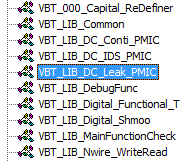 VBT_000_Capital_ReDefiner
VBT_LIB_Common
VBT_LIB_DC_Conti_PMIC
VBT_LIB_DC_IDS_PMIC
VBT_LIB_DC_Leak_PMIC
VBT_LIB_DebugFunc
VBT_LIB_Digital_Functional_T
VBT_LIB_Digital_Shmoo
VBT_LIB_MainFunctionCheck
VBT_LIB_Nwire_WriteRead